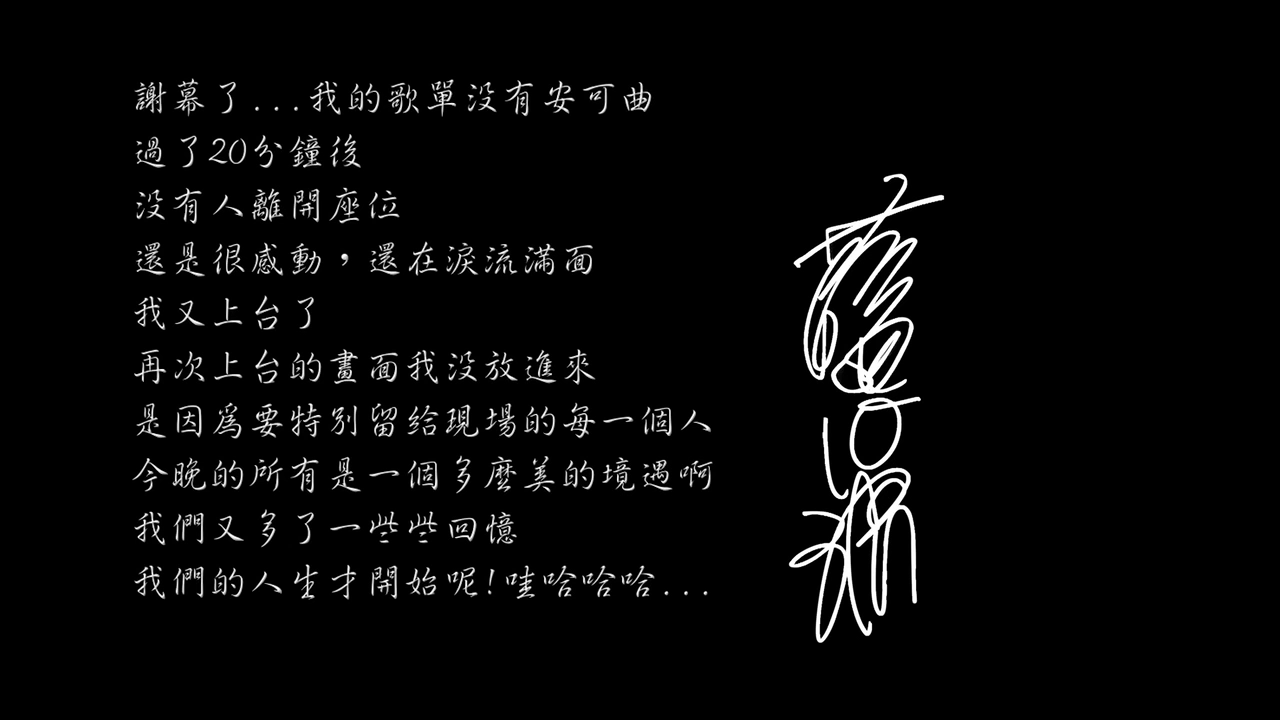 謝幕了...我的歌單没有安可曲
過了20分鐘後
没有人離開座位
還是很感動，還在淚流滿面
我又上台了
再次上台的畫面我没放進來
是因為要特別留給現場的每一個人
今晚的所有是一個多麼美的境遇啊
我們又多了一些些回憶
我們的人生才開始呢!哇哈哈哈...